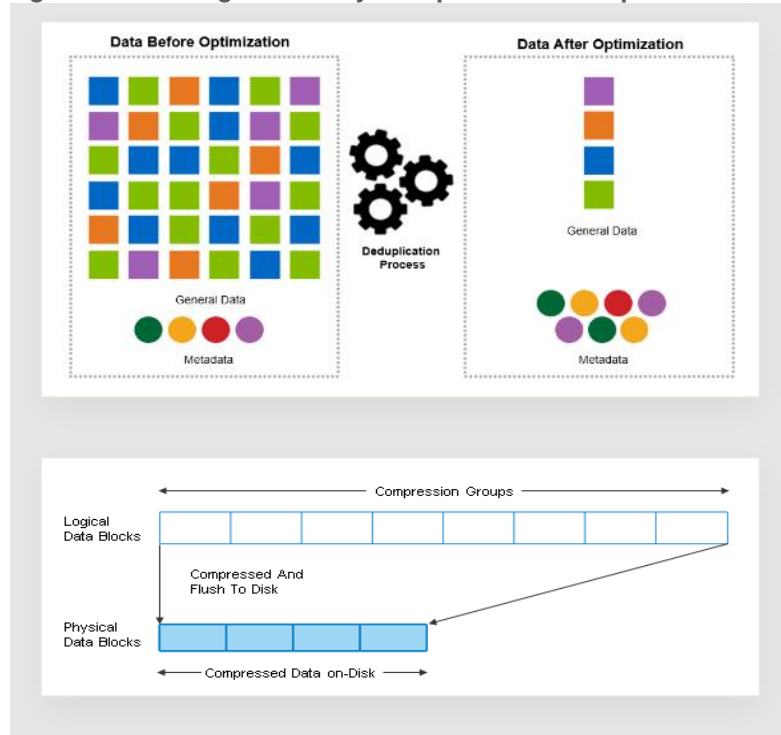 Data Before Optimization
Data After Optimization
General Data
Metadata
Deduplication
Process
General Data
Metadata
Compression Groups
Logical
Data Blocks
Compressed And
Flush To Disk
Physical
Data Blocks
Compressed Data on-Disk